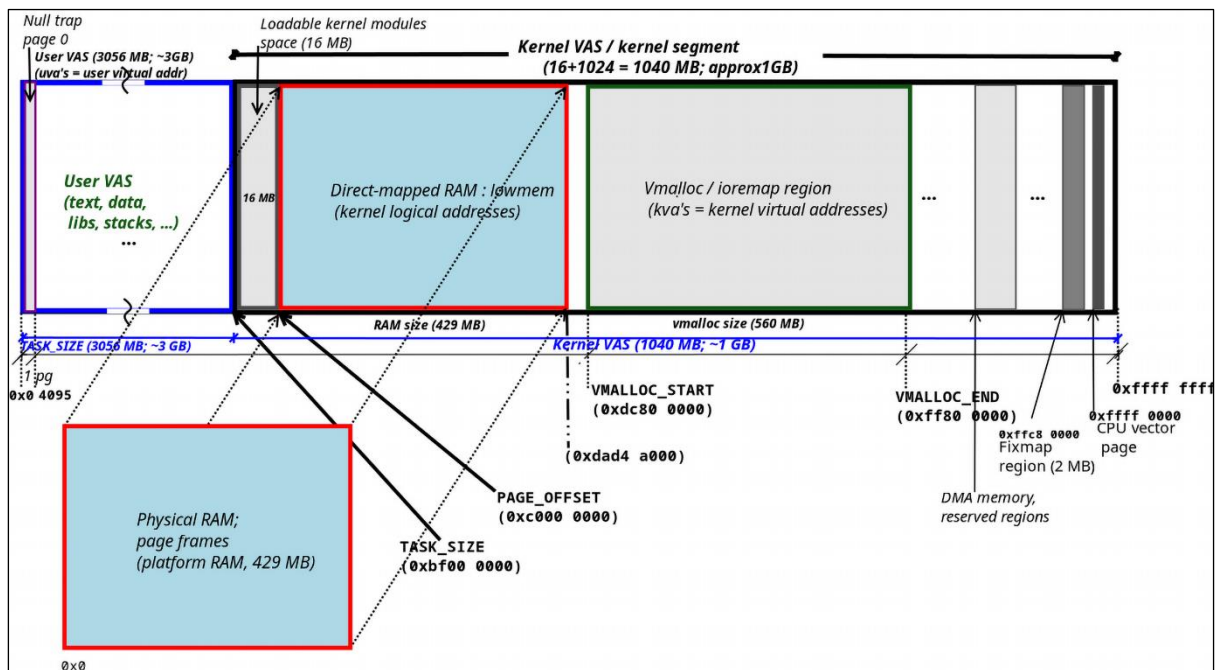 Null trap
page 0
Loadable kernel modules
space (16 MB)
User VAS (3056 MB; ~3GB)
(uva's = user virtual addr)
Kernel VAS / kernel segment
(16+1024 = 1040 MB; approx1GB)
User VAS
(text, data,
libs, stacks, ...)
...
16 MB
Direct-mapped RAM : lowmem
(kernel logical addresses)
Vmalloc / ioremap region
(kva's = kernel virtual addresses)
...
...
RAM size (429 MB)
vmalloc size (560 MB)
TASK_SIZE (3056 MB; ~3 GB)
Kernel VAS (1040 MB; ~1 GB)
1 pg
0x0 4095
VMALLOC_START
(0xdc80 0000)
VMALLOC_END
(0xff80 0000)
0xffff ffff
0xffff 0000
CPU vector
page
0xffc8 0000
Fixmap
region (2 MB)
(0xdad4 a000)
DMA memory,
reserved regions
PAGE_OFFSET
(0xc000 0000)
TASK_SIZE
(0xbf00 0000)
Physical RAM;
page frames
(platform RAM, 429 MB)
0x0